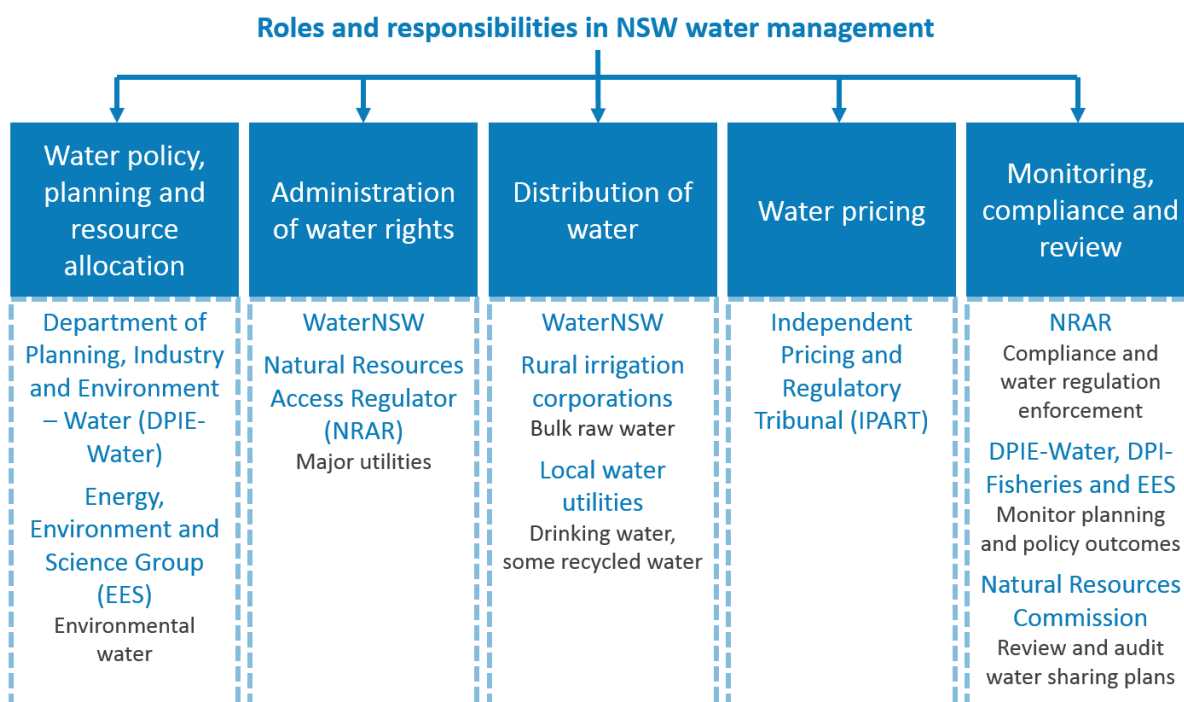 Roles and responsibilities in NSW water management
Water policy,
planning and
resource
allocation
Department of
Planning, Industry
and Environment
– Water (DPIE-
Water)
Energy,
Environment and
Science Group
(EES)
Environmental
water
Administration
of water rights
WaterNSW
Natural Resources
Access Regulator
(NRAR)
Major utilities
Distribution of
water
WaterNSW
Rural irrigation
corporations
Bulk raw water
Local water
utilities
Drinking water,
some recycled water
Water pricing
Independent
Pricing and
Regulatory
Tribunal (IPART)
Monitoring,
compliance and
review
NRAR
Compliance and
water regulation
enforcement
DPIE-Water, DPI-
Fisheries and EES
Monitor planning
and policy outcomes
Natural Resources
Commission
Review and audit
water sharing plans